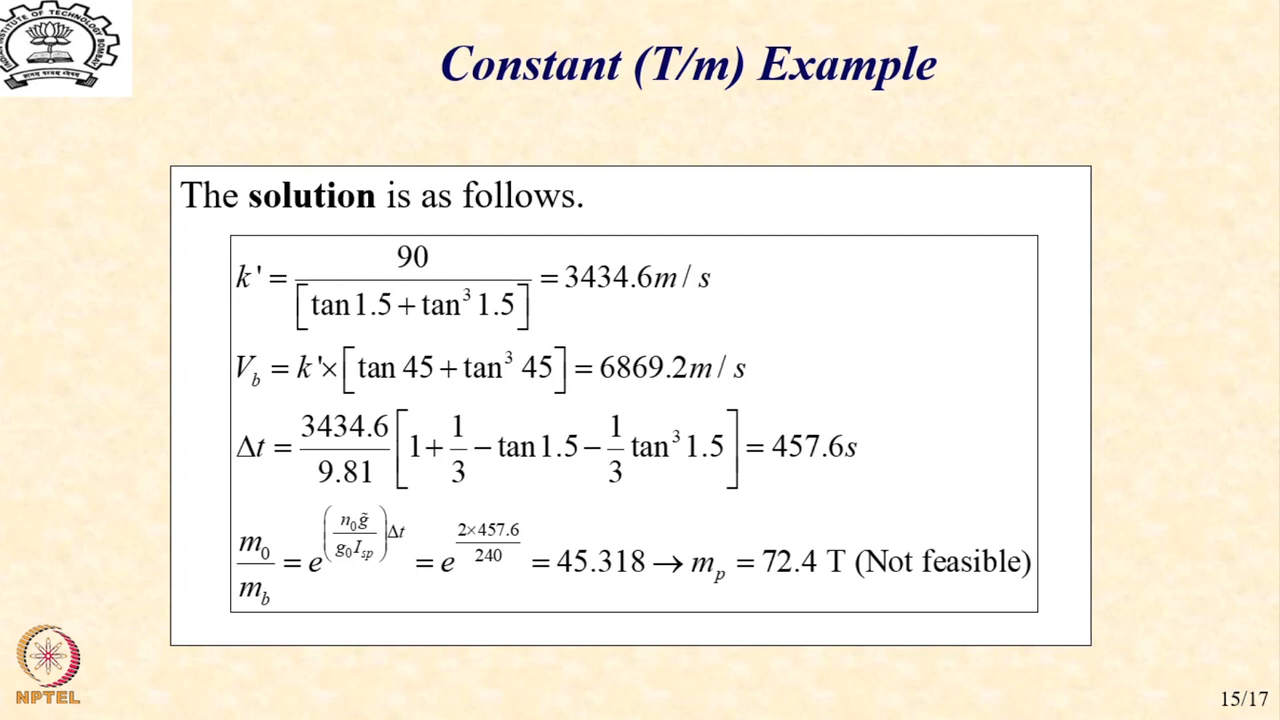 Constant (T/m) Example
The solution is as follows.
k' = 90 / [tan 1.5 + tan³ 1.5] = 3434.6 m / s
V_b = k' × [tan 45 + tan³ 45] = 6869.2 m / s
Δt = 3434.6 / 9.81 [1 + 1/3 − tan 1.5 − 1/3 tan³ 1.5] = 457.6 s
m₀ / m_b = e^((n₀g̃ / g₀I_sp)Δt) = e^(2×457.6 / 240) = 45.318 → m_p = 72.4 T (Not feasible)
NPTEL
15/17